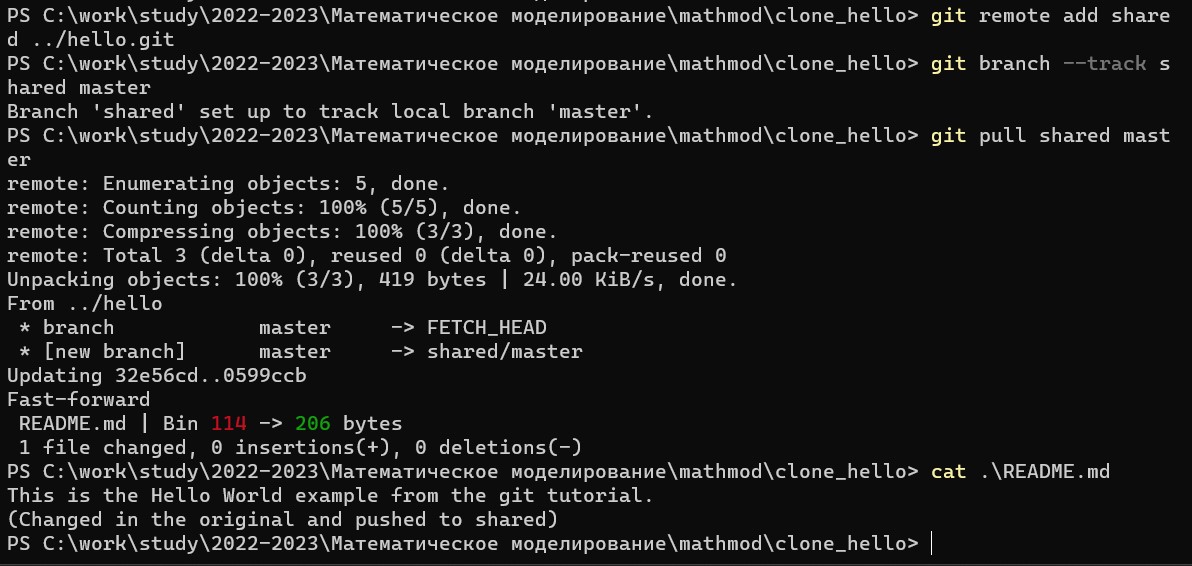 PS C:\work\study\2022-2023\Математическое моделирование\mathmod\clone_hello> git remote add share
d ../hello.git
PS C:\work\study\2022-2023\Математическое моделирование\mathmod\clone_hello> git branch --track s
hared master
Branch 'shared' set up to track local branch 'master'.
PS C:\work\study\2022-2023\Математическое моделирование\mathmod\clone_hello> git pull shared mast
er
remote: Enumerating objects: 5, done.
remote: Counting objects: 100% (5/5), done.
remote: Compressing objects: 100% (3/3), done.
remote: Total 3 (delta 0), reused 0 (delta 0), pack-reused 0
Unpacking objects: 100% (3/3), 419 bytes | 24.00 KiB/s, done.
From ../hello
 * branch            master     -> FETCH_HEAD
 * [new branch]      master     -> shared/master
Updating 32e56cd..0599ccb
Fast-forward
 README.md | Bin 114 -> 206 bytes
 1 file changed, 0 insertions(+), 0 deletions(-)
PS C:\work\study\2022-2023\Математическое моделирование\mathmod\clone_hello> cat .\README.md
This is the Hello World example from the git tutorial.
(Changed in the original and pushed to shared)
PS C:\work\study\2022-2023\Математическое моделирование\mathmod\clone_hello>